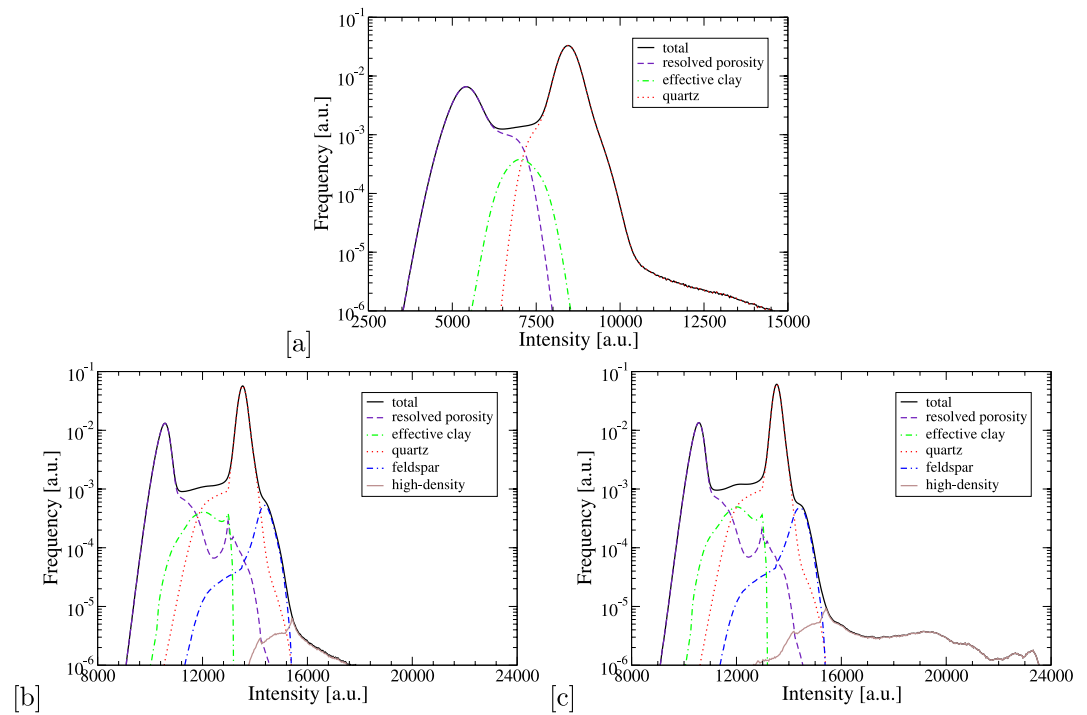 10^-1
10^-2
10^-3
10^-4
10^-5
10^-6
Frequency [a.u.]
total
resolved porosity
effective clay
quartz
2500 5000 7500 10000 12500 15000
Intensity [a.u.]
[a]
10^-1
10^-2
10^-3
10^-4
10^-5
10^-6
Frequency [a.u.]
total
resolved porosity
effective clay
quartz
feldspar
high-density
8000 12000 16000 20000 24000
Intensity [a.u.]
[b]
10^-1
10^-2
10^-3
10^-4
10^-5
10^-6
Frequency [a.u.]
total
resolved porosity
effective clay
quartz
feldspar
high-density
8000 12000 16000 20000 24000
Intensity [a.u.]
[c]